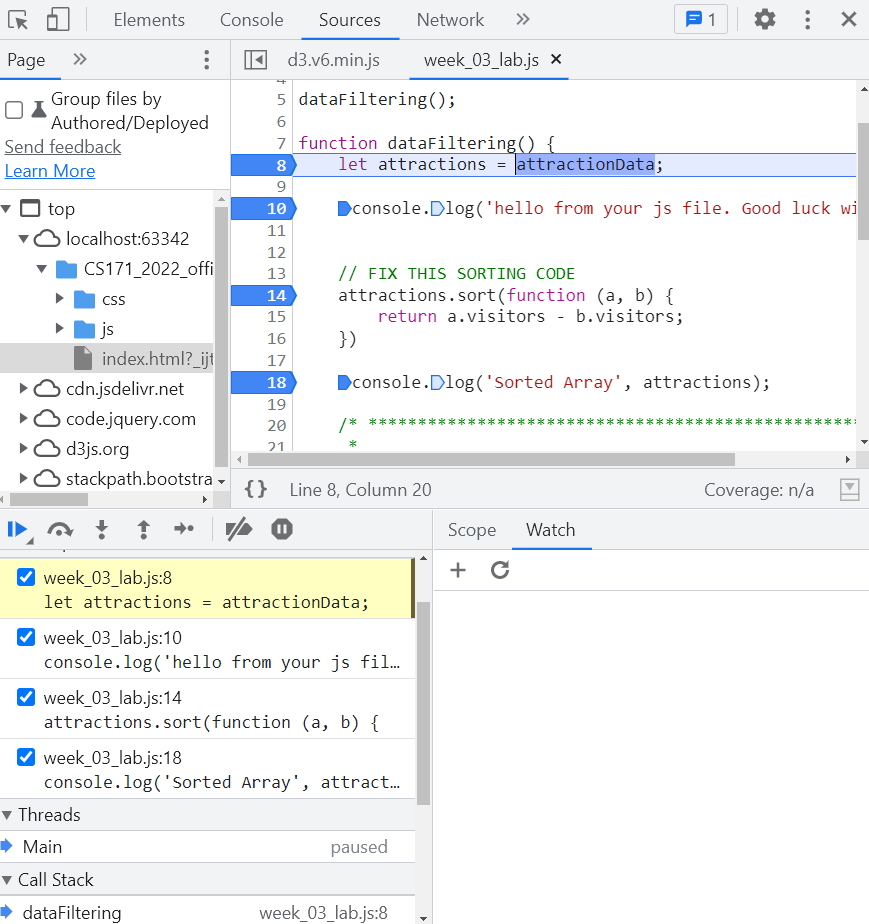 Elements Console Sources Network 1
Page
d3.v6.min.js week_03_lab.js
Group files by
Authored/Deployed
Send feedback
Learn More
top
localhost:63342
CS171_2022_offi
css
js
index.html?_ijt
cdn.jsdelivr.net
code.jquery.com
d3js.org
stackpath.bootstra
4
5 dataFiltering();
6
7 function dataFiltering() {
8 let attractions = attractionData;
9
10 console.log('hello from your js file. Good luck wi
11
12
13 // FIX THIS SORTING CODE
14 attractions.sort(function (a, b) {
15 return a.visitors - b.visitors;
16 })
17
18 console.log('Sorted Array', attractions);
19
20 /* *************************************************
21 *
{} Line 8, Column 20 Coverage: n/a
week_03_lab.js:8
let attractions = attractionData;
week_03_lab.js:10
console.log('hello from your js fil…
week_03_lab.js:14
attractions.sort(function (a, b) {
week_03_lab.js:18
console.log('Sorted Array', attract…
Threads
Main paused
Call Stack
dataFiltering week_03_lab.js:8
Scope Watch